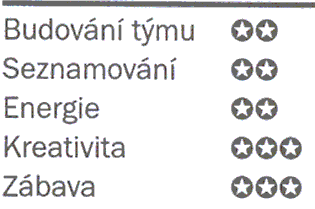 Budování týmu ✪✪
Seznamování ✪✪
Energie ✪✪
Kreativita ✪✪✪
Zábava ✪✪✪